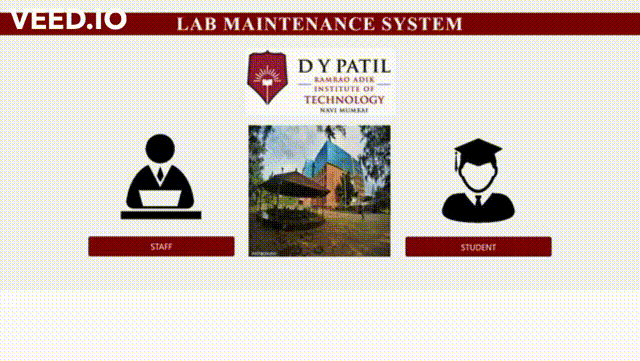 VEED.IO
LAB MAINTENANCE SYSTEM
D Y PATIL
RAMRAO ADIK
INSTITUTE OF
TECHNOLOGY
NAVI MUMBAI
STAFF
STUDENT